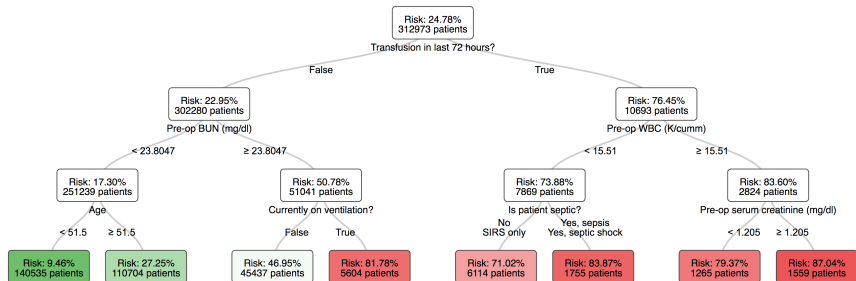 Risk: 24.78%
312973 patients
Transfusion in last 72 hours?
False
True
Risk: 22.95%
302280 patients
Pre-op BUN (mg/dl)
Risk: 76.45%
10693 patients
Pre-op WBC (K/cumm)
< 23.8047
≥ 23.8047
< 15.51
≥ 15.51
Risk: 17.30%
251239 patients
Age
Risk: 50.78%
51041 patients
Currently on ventilation?
Risk: 73.88%
7869 patients
Is patient septic?
Risk: 83.60%
2824 patients
Pre-op serum creatinine (mg/dl)
< 51.5
≥ 51.5
False
True
No
SIRS only
Yes, sepsis
Yes, septic shock
< 1.205
≥ 1.205
Risk: 9.46%
140535 patients
Risk: 27.25%
110704 patients
Risk: 46.95%
45437 patients
Risk: 81.78%
5604 patients
Risk: 71.02%
6114 patients
Risk: 83.87%
1755 patients
Risk: 79.37%
1265 patients
Risk: 87.04%
1559 patients